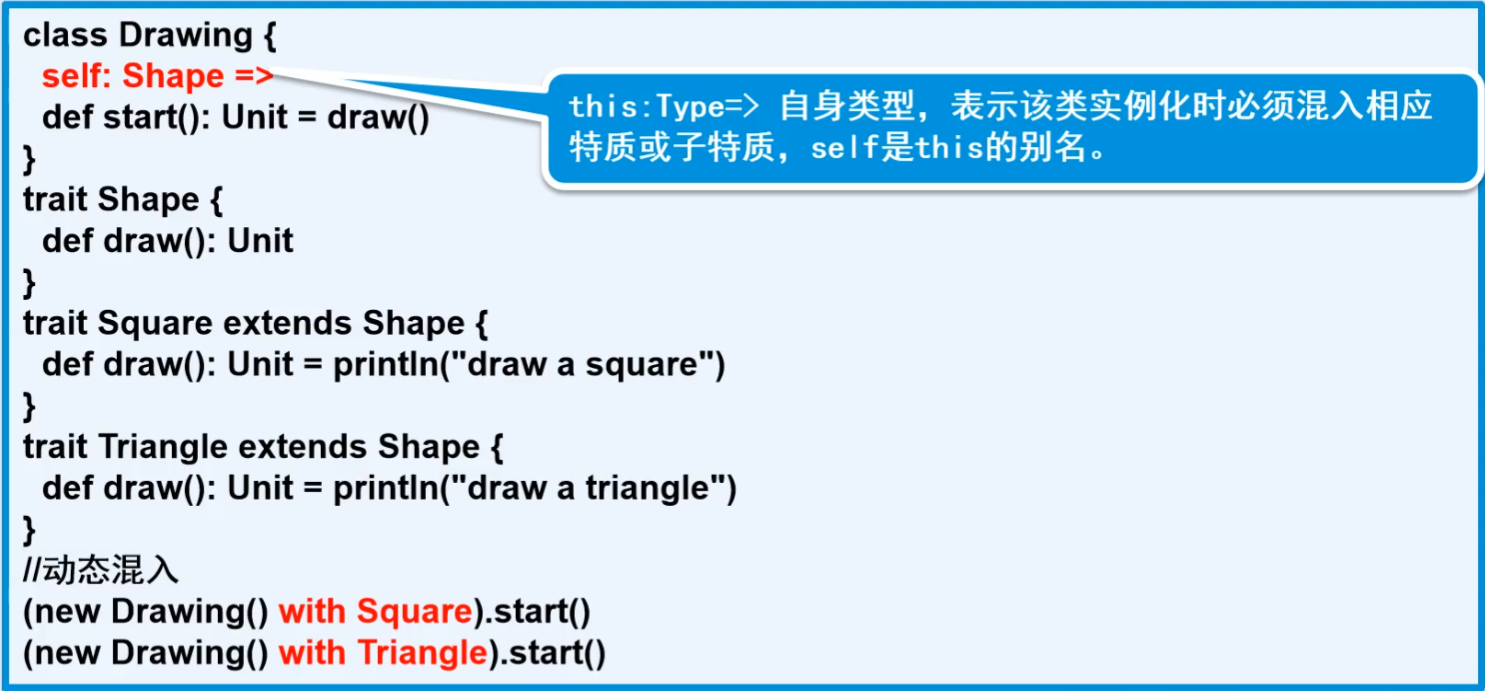 class Drawing {
self: Shape =>
def start(): Unit = draw()
}
this:Type=> 自身类型，表示该类实例化时必须混入相应
特质或子特质，self是this的别名。
trait Shape {
def draw(): Unit
}
trait Square extends Shape {
def draw(): Unit = println("draw a square")
}
trait Triangle extends Shape {
def draw(): Unit = println("draw a triangle")
}
//动态混入
(new Drawing() with Square).start()
(new Drawing() with Triangle).start()